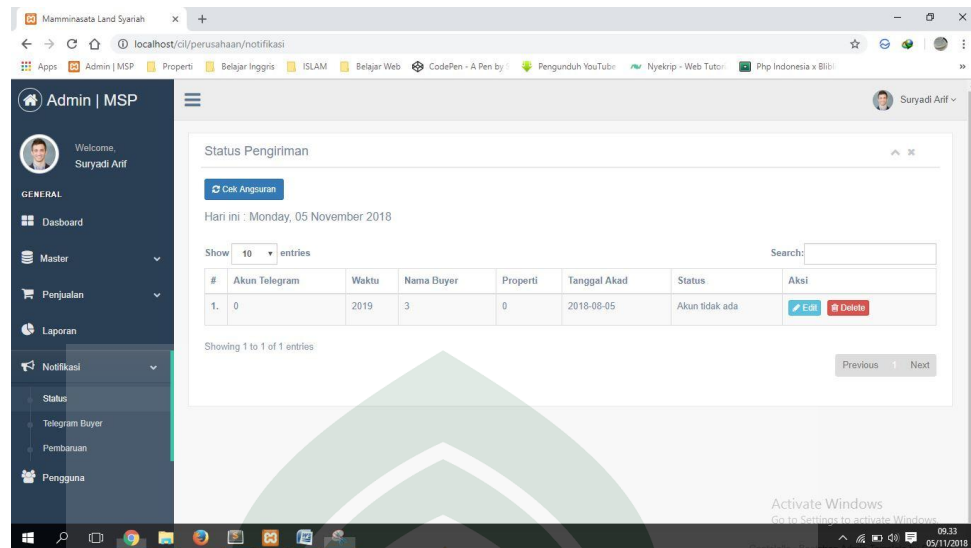 Mamminasata Land Syariah
localhost/cil/perusahaan/notifikasi
Apps Admin | MSP Properti Belajar Inggris ISLAM Belajar Web CodePen - A Pen by Pengunduh YouTube Nyekrip - Web Tutor Php Indonesia x Blibli
Admin | MSP
Suryadi Arif
Welcome,
Suryadi Arif
GENERAL
Dasboard
Master
Penjualan
Laporan
Notifikasi
Status
Telegram Buyer
Pembaruan
Pengguna
Status Pengiriman
Cek Angsuran
Hari ini : Monday, 05 November 2018
Show 10 entries Search:
# Akun Telegram Waktu Nama Buyer Properti Tanggal Akad Status Aksi
1. 0 2019 3 0 2018-08-05 Akun tidak ada Edit Delete
Showing 1 to 1 of 1 entries
Previous 1 Next
Activate Windows
Go to Settings to activate Windows.
09.33
05/11/2018